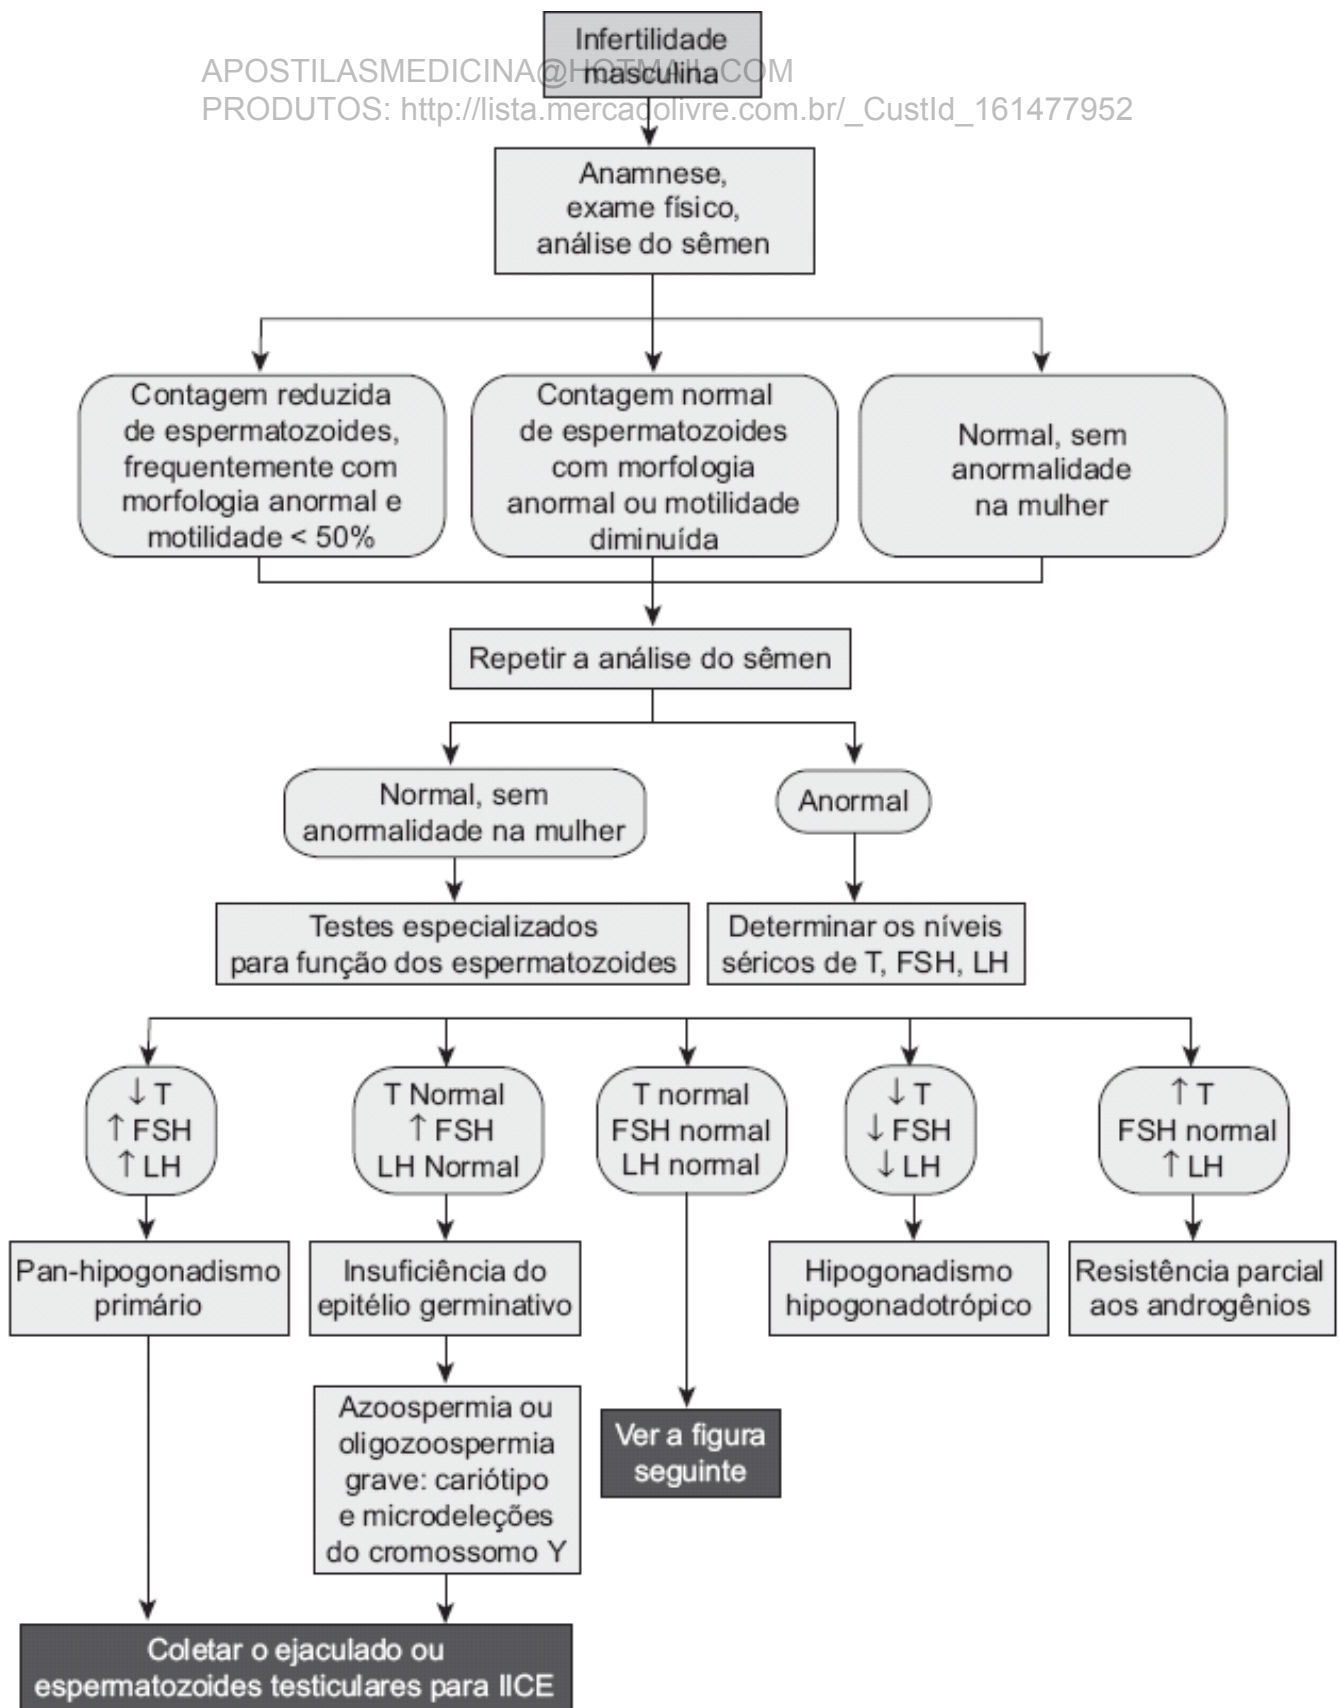 Infertilidade
masculina
APOSTILASMEDICINA@HOTMAIL.COM
PRODUTOS: http://lista.mercadolivre.com.br/_CustId_161477952
Anamnese,
exame físico,
análise do sêmen
Contagem reduzida
de espermatozoides,
frequentemente com
morfologia anormal e
motilidade < 50%
Contagem normal
de espermatozoides
com morfologia
anormal ou motilidade
diminuída
Normal, sem
anormalidade
na mulher
Repetir a análise do sêmen
Normal, sem
anormalidade na mulher
Anormal
Testes especializados
para função dos espermatozoides
Determinar os níveis
séricos de T, FSH, LH
↓ T
↑ FSH
↑ LH
T Normal
↑ FSH
LH Normal
T normal
FSH normal
LH normal
↓ T
↓ FSH
↓ LH
↑ T
FSH normal
↑ LH
Pan-hipogonadismo
primário
Insuficiência do
epitélio germinativo
Hipogonadismo
hipogonadotrópico
Resistência parcial
aos androgênios
Azoospermia ou
oligozoospermia
grave: cariótipo
e microdeleções
do cromossomo Y
Ver a figura
seguinte
Coletar o ejaculado ou
espermatozoides testiculares para IICE